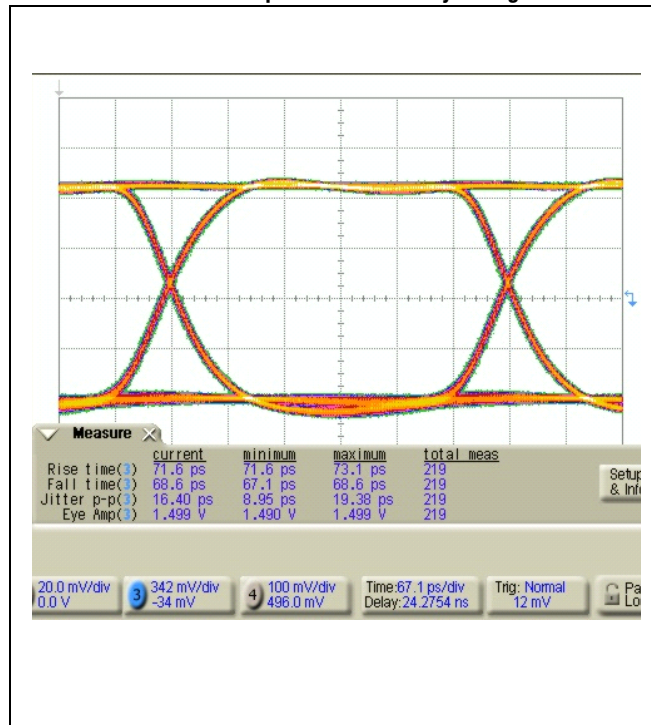 Measure
current minimum maximum total meas
Rise time(3) 71.6 ps 71.6 ps 73.1 ps 219
Fall time(3) 68.6 ps 67.1 ps 68.6 ps 219
Jitter p-p(3) 16.40 ps 8.95 ps 19.38 ps 219
Eye Amp(3) 1.499 V 1.490 V 1.499 V 219
Setup
& Info
20.0 mV/div
0.0 V
3 342 mV/div
-34 mV
4 100 mV/div
496.0 mV
Time:67.1 ps/div
Delay:24.2754 ns
Trig: Normal
12 mV
Pa
Lo